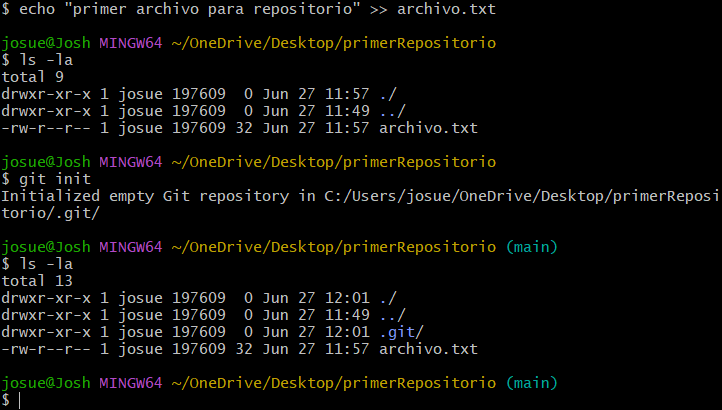 $ echo "primer archivo para repositorio" >> archivo.txt
josue@Josh MINGW64 ~/OneDrive/Desktop/primerRepositorio
$ ls -la
total 9
drwxr-xr-x 1 josue 197609  0 Jun 27 11:57 ./
drwxr-xr-x 1 josue 197609  0 Jun 27 11:49 ../
-rw-r--r-- 1 josue 197609 32 Jun 27 11:57 archivo.txt
josue@Josh MINGW64 ~/OneDrive/Desktop/primerRepositorio
$ git init
Initialized empty Git repository in C:/Users/josue/OneDrive/Desktop/primerReposi
torio/.git/
josue@Josh MINGW64 ~/OneDrive/Desktop/primerRepositorio (main)
$ ls -la
total 13
drwxr-xr-x 1 josue 197609  0 Jun 27 12:01 ./
drwxr-xr-x 1 josue 197609  0 Jun 27 11:49 ../
drwxr-xr-x 1 josue 197609  0 Jun 27 12:01 .git/
-rw-r--r-- 1 josue 197609 32 Jun 27 11:57 archivo.txt
josue@Josh MINGW64 ~/OneDrive/Desktop/primerRepositorio (main)
$